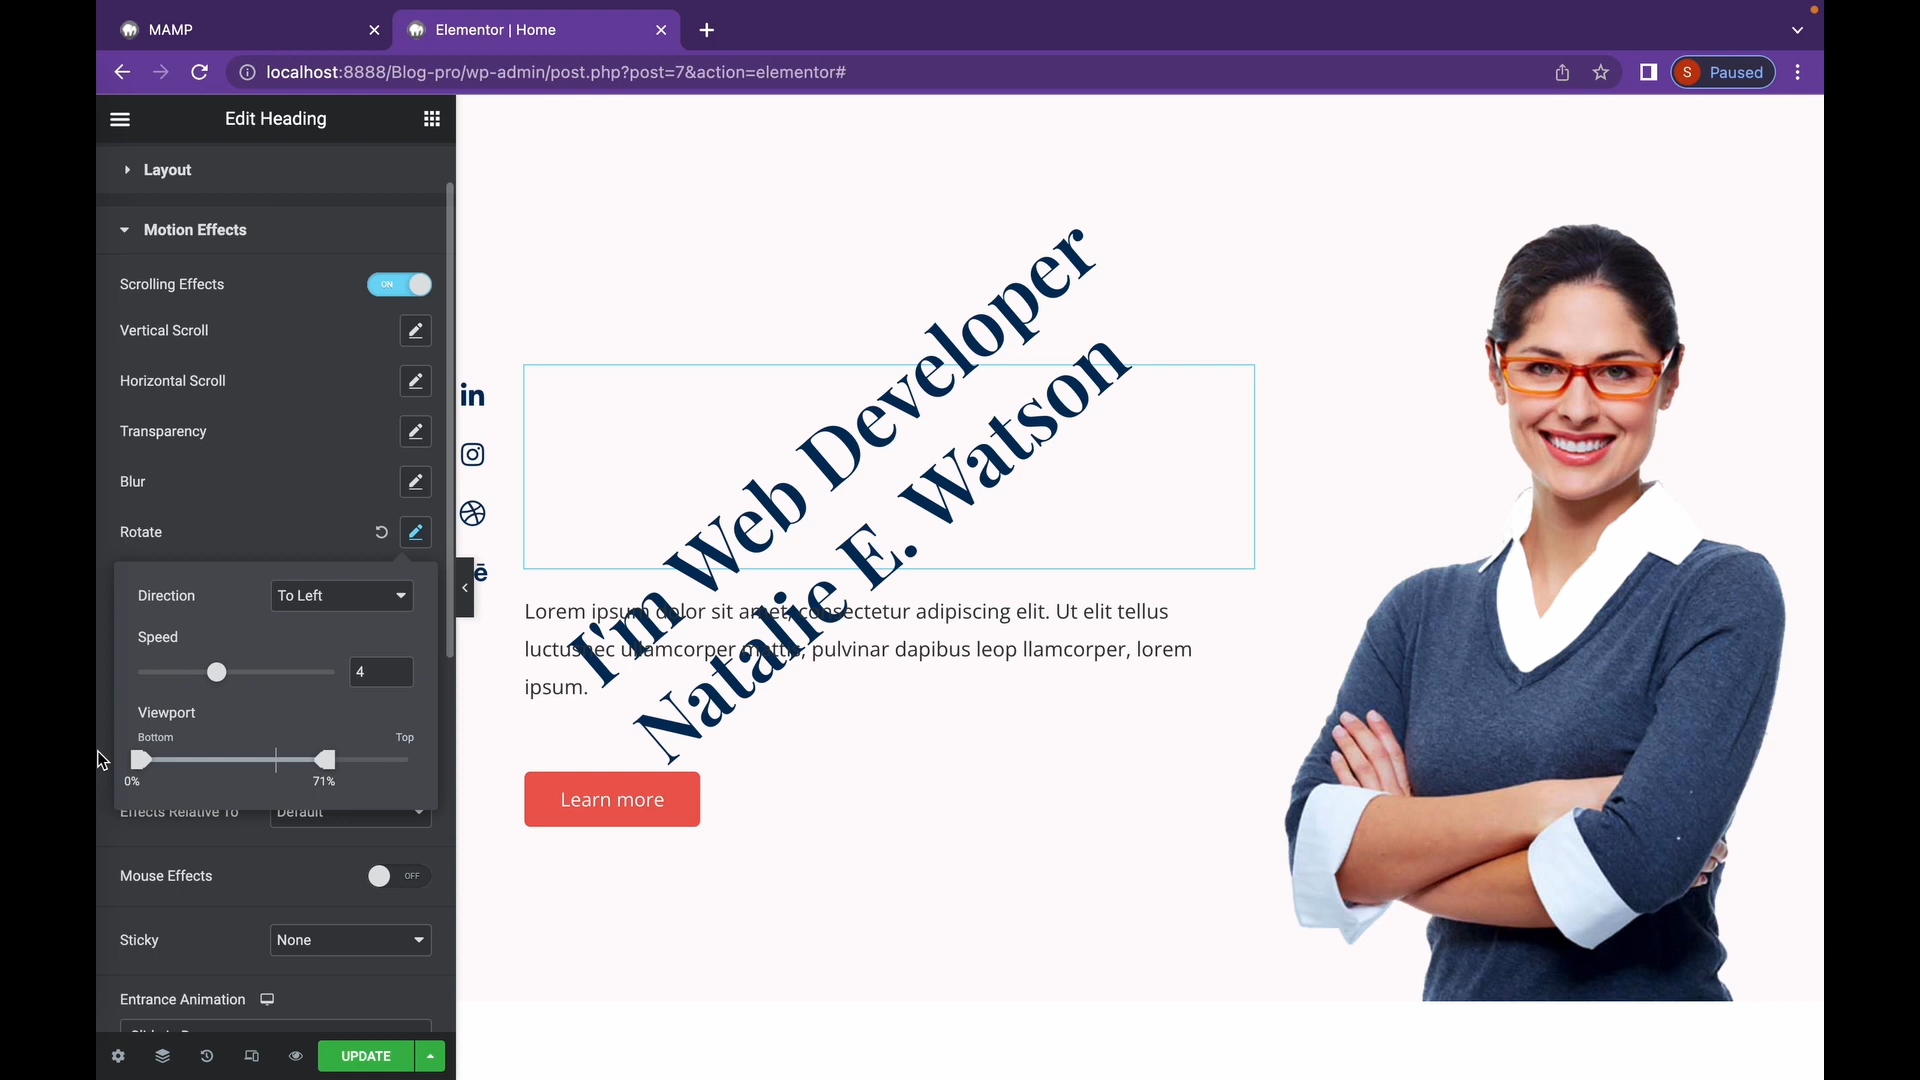 MAMP
Elementor | Home
localhost:8888/Blog-pro/wp-admin/post.php?post=7&action=elementor#
S
Paused
Edit Heading
Layout
Motion Effects
Scrolling Effects
ON
Vertical Scroll
Horizontal Scroll
Transparency
Blur
Rotate
Direction
To Left
Speed
4
Viewport
Bottom
Top
0%
71%
Effects Relative To
Default
Mouse Effects
OFF
Sticky
None
Entrance Animation
UPDATE
in
I'm Web Developer
Natalie E. Watson
Lorem ipsum dolor sit amet, consectetur adipiscing elit. Ut elit tellus
luctus nec ullamcorper mattis, pulvinar dapibus leop llamcorper, lorem
ipsum.
Learn more